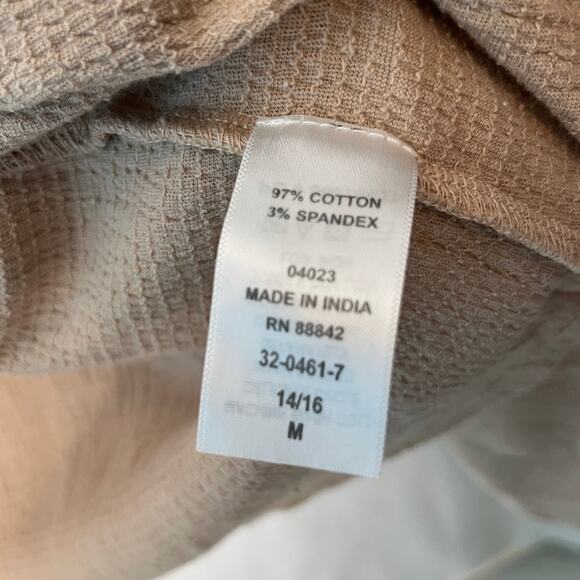 97% COTTON
3% SPANDEX
04023
MADE IN INDIA
RN 88842
32-0461-7
14/16
M